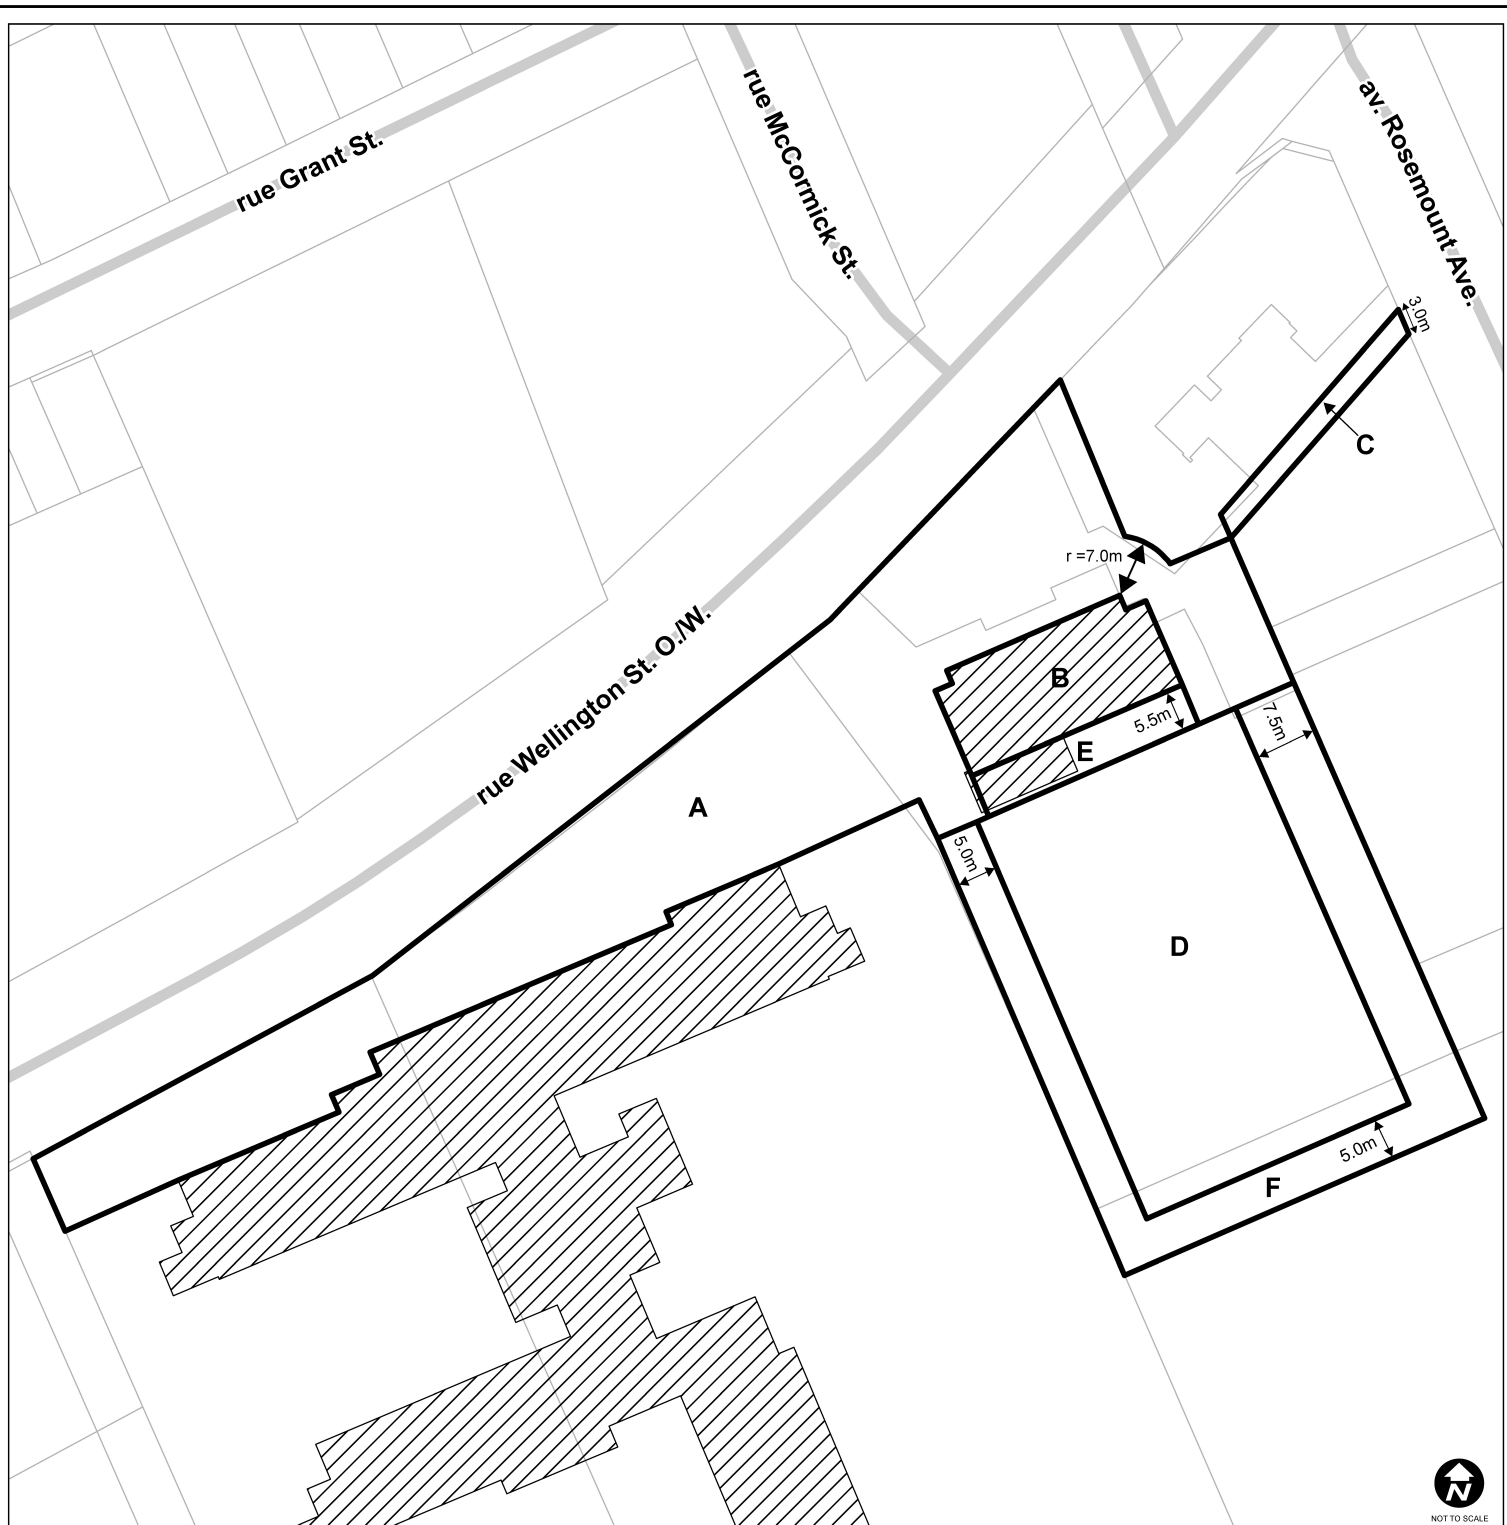 rue Grant St.
rue McCormick St.
av. Rosemount Ave.
3.0m
C
r =7.0m
rue Wellington St. O./W.
B
5.5m
7.5m
E
A
5.0m
D
5.0m
F
N
NOT TO SCALE